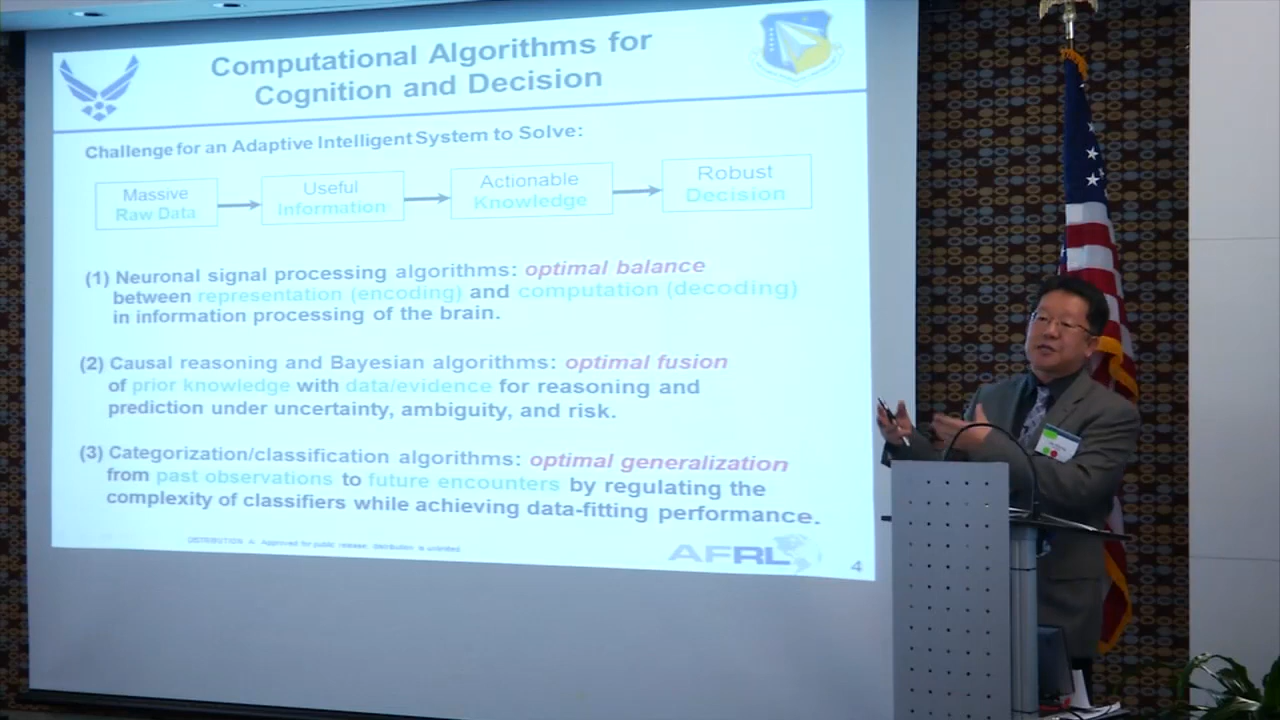 Computational Algorithms for
Cognition and Decision
Challenge for an Adaptive Intelligent System to Solve:
Massive
Raw Data
Useful
Information
Actionable
Knowledge
Robust
Decision
(1) Neuronal signal processing algorithms: optimal balance
between representation (encoding) and computation (decoding)
in information processing of the brain.
(2) Causal reasoning and Bayesian algorithms: optimal fusion
of prior knowledge with data/evidence for reasoning and
prediction under uncertainty, ambiguity, and risk.
(3) Categorization/classification algorithms: optimal generalization
from past observations to future encounters by regulating the
complexity of classifiers while achieving data-fitting performance.
DISTRIBUTION A: Approved for public release; distribution is unlimited.
AFRL
4